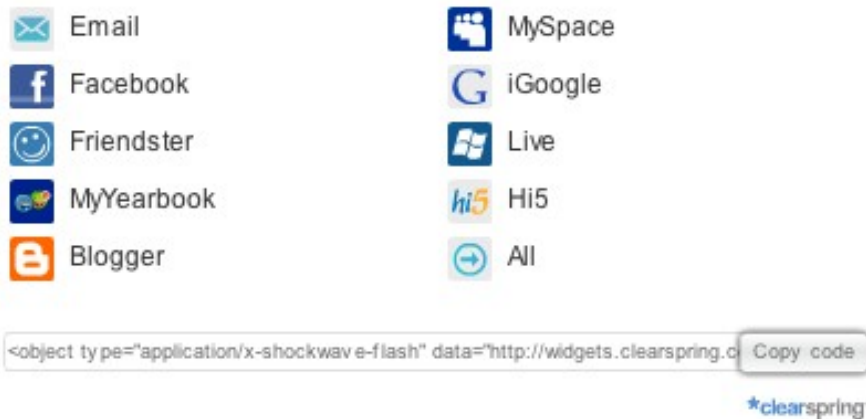 Email
MySpace
Facebook
iGoogle
Friendster
Live
MyYearbook
hi5 Hi5
Blogger
All
<object type="application/x-shockwave-flash" data="http://widgets.clearspring.c
Copy code
*clearspring